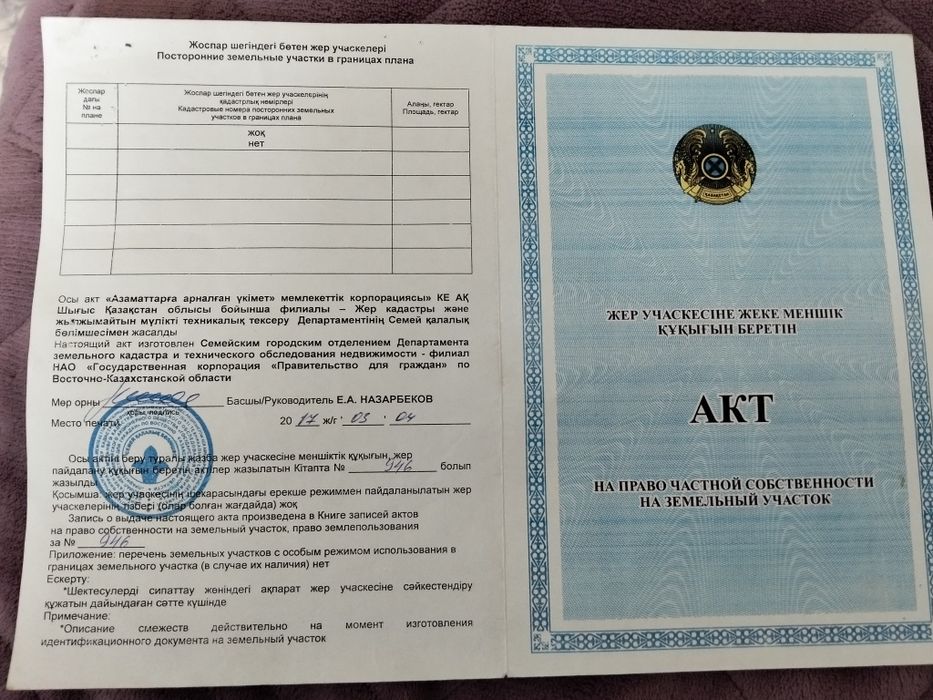 Жоспар шегіндегі бөтен жер учаскелері
Посторонние земельные участки в границах плана
Жоспар
дағы
№ на
плане
Жоспар шегіндегі бөтен жер учаскелерінің
кадастрлық нөмірлері
Кадастровые номера посторонних земельных
участков в границах плана
Алаңы, гектар
Площадь, гектар
жоқ
нет
Осы акт «Азаматтарға арналған үкімет» мемлекеттік корпорациясы» КЕ АҚ
Шығыс Қазақстан облысы бойынша филиалы – Жер кадастры және
жылжымайтын мүлікті техникалық тексеру Департаментінің Семей қалалық
бөлімшесімен жасалды
Настоящий акт изготовлен Семейским городским отделением Департамента
земельного кадастра и технического обследования недвижимости - филиал
НАО «Государственная корпорация «Правительство для граждан» по
Восточно-Казахстанской области
Мөр орны Басшы/Руководитель Е.А. НАЗАРБЕКОВ
қолы, подпись
Место печати 20 17 ж/г 03 04
Осы актіні беру туралы жазба жер учаскесіне меншіктік құқығын, жер
пайдалану құқығын беретін актілер жазылатын Кітапта № 946 болып
жазылды
Қосымша: жер учаскесінің шекарасындағы ерекше режиммен пайдаланылатын жер
учаскелерінің тізбесі (олар болған жағдайда) жоқ
Запись о выдаче настоящего акта произведена в Книге записей актов
на право собственности на земельный участок, право землепользования
за № 946
Приложение: перечень земельных участков с особым режимом использования в
границах земельного участка (в случае их наличия) нет
Ескерту:
*Шектесулерді сипаттау жөніндегі ақпарат жер учаскесіне сәйкестендіру
құжатын дайындаған сәтте күшінде
Примечание:
*Описание смежеств действительно на момент изготовления
идентификационного документа на земельный участок
ҚАЗАҚСТАН
ЖЕР УЧАСКЕСІНЕ ЖЕКЕ МЕНШІК
ҚҰҚЫҒЫН БЕРЕТІН
АКТ
НА ПРАВО ЧАСТНОЙ СОБСТВЕННОСТИ
НА ЗЕМЕЛЬНЫЙ УЧАСТОК